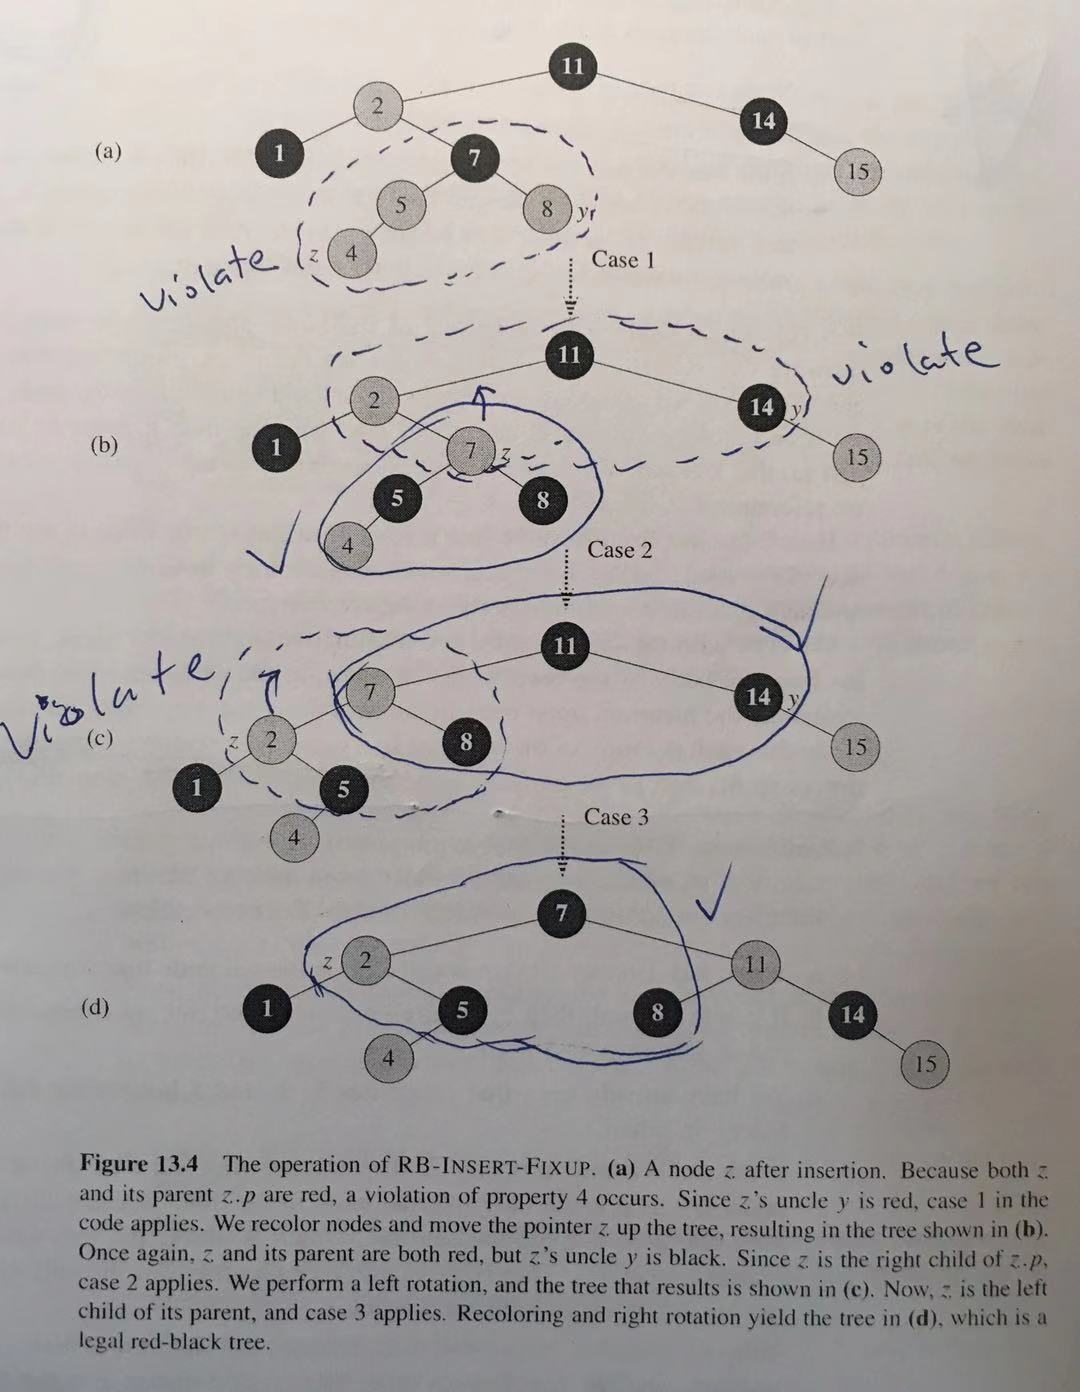 11
2
14
(a)
1
7
15
5
8 y
violate
z 4
Case 1
11
violate
2
14 y
(b)
1
7 z
15
5
8
4
Case 2
11
violate
7
14 y
(c)
z 2
8
15
1
5
4
Case 3
7
z 2
11
(d)
1
5
8
14
4
15
Figure 13.4 The operation of RB-INSERT-FIXUP. (a) A node z after insertion. Because both z
and its parent z.p are red, a violation of property 4 occurs. Since z's uncle y is red, case 1 in the
code applies. We recolor nodes and move the pointer z up the tree, resulting in the tree shown in (b).
Once again, z and its parent are both red, but z's uncle y is black. Since z is the right child of z.p,
case 2 applies. We perform a left rotation, and the tree that results is shown in (c). Now, z is the left
child of its parent, and case 3 applies. Recoloring and right rotation yield the tree in (d), which is a
legal red-black tree.